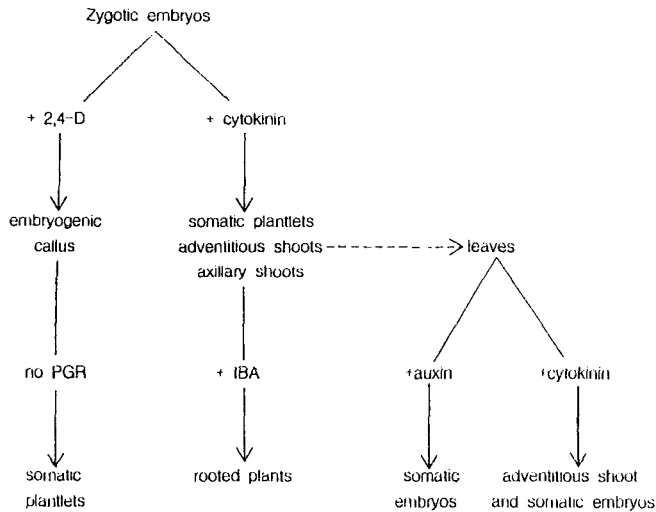 Zygotic embryos
+ 2,4-D
+ cytokinin
embryogenic
callus
somatic plantlets
adventitious shoots
axillary shoots
leaves
no PGR
+ IBA
+auxin
+cytokinin
somatic
plantlets
rooted plants
somatic
embryos
adventitious shoot
and somatic embryos